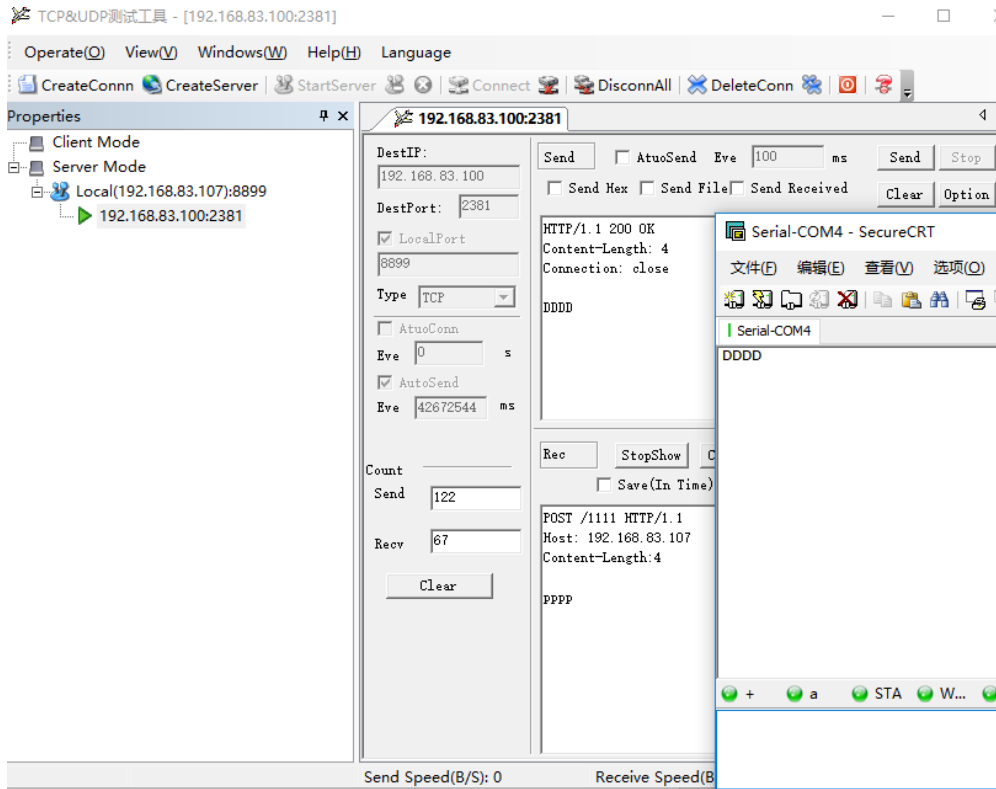 TCP&UDP测试工具 - [192.168.83.100:2381]
Operate(O) View(V) Windows(W) Help(H) Language
CreateConnn CreateServer StartServer Connect DisconnAll DeleteConn
Properties
Client Mode
Server Mode
Local(192.168.83.107):8899
192.168.83.100:2381
192.168.83.100:2381
DestIP:
192.168.83.100
DestPort: 2381
LocalPort
8899
Type TCP
AtuoConn
Eve 0 s
AutoSend
Eve 42672544 ms
Count
Send 122
Recv 67
Clear
Send AtuoSend Eve 100 ms Send Stop
Send Hex Send File Send Received Clear Option
HTTP/1.1 200 OK
Content-Length: 4
Connection: close
DDDD
Rec StopShow C
Save(In Time)
POST /1111 HTTP/1.1
Host: 192.168.83.107
Content-Length:4
PPPP
Serial-COM4 - SecureCRT
文件(F) 编辑(E) 查看(V) 选项(O)
Serial-COM4
DDDD
+ a STA W...
Send Speed(B/S): 0 Receive Speed(B